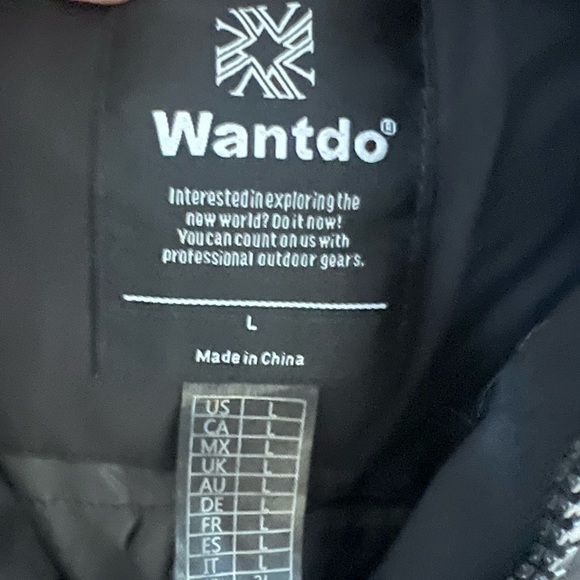 Wantdo®
Interested in exploring the
new world? Do it now!
You can count on us with
professional outdoor gears.
L
Made in China
US L
CA L
MX L
UK L
AU L
DE L
FR L
ES L
IT L